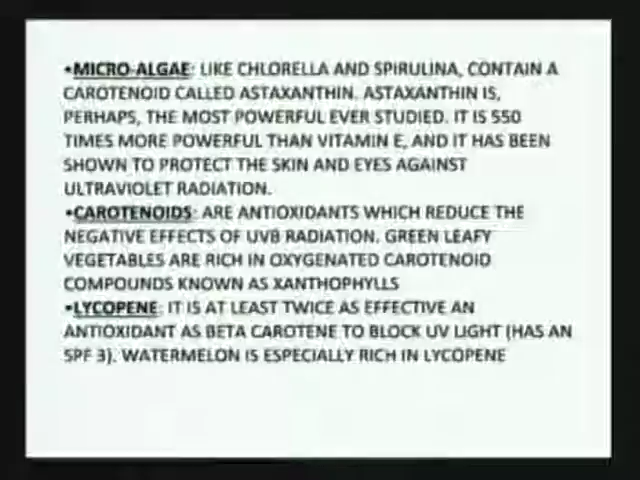 •MICRO-ALGAE: LIKE CHLORELLA AND SPIRULINA, CONTAIN A
CAROTENOID CALLED ASTAXANTHIN. ASTAXANTHIN IS,
PERHAPS, THE MOST POWERFUL EVER STUDIED. IT IS 550
TIMES MORE POWERFUL THAN VITAMIN E, AND IT HAS BEEN
SHOWN TO PROTECT THE SKIN AND EYES AGAINST
ULTRAVIOLET RADIATION.
•CAROTENOIDS: ARE ANTIOXIDANTS WHICH REDUCE THE
NEGATIVE EFFECTS OF UVB RADIATION. GREEN LEAFY
VEGETABLES ARE RICH IN OXYGENATED CAROTENOID
COMPOUNDS KNOWN AS XANTHOPHYLLS
•LYCOPENE: IT IS AT LEAST TWICE AS EFFECTIVE AN
ANTIOXIDANT AS BETA CAROTENE TO BLOCK UV LIGHT (HAS AN
SPF 3). WATERMELON IS ESPECIALLY RICH IN LYCOPENE